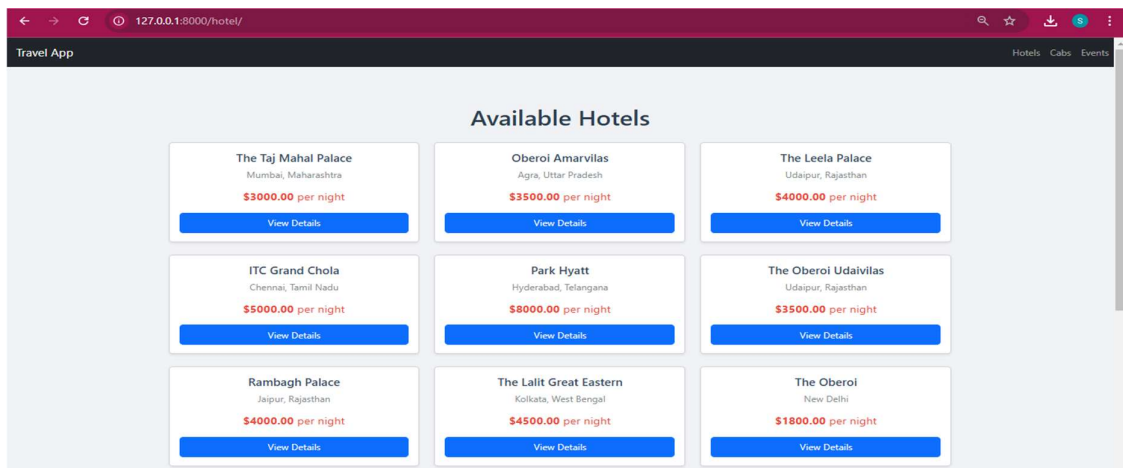 127.0.0.1:8000/hotel/
S
Travel App
Hotels Cabs Events
Available Hotels
The Taj Mahal Palace
Mumbai, Maharashtra
$3000.00 per night
View Details
Oberoi Amarvilas
Agra, Uttar Pradesh
$3500.00 per night
View Details
The Leela Palace
Udaipur, Rajasthan
$4000.00 per night
View Details
ITC Grand Chola
Chennai, Tamil Nadu
$5000.00 per night
View Details
Park Hyatt
Hyderabad, Telangana
$8000.00 per night
View Details
The Oberoi Udaivilas
Udaipur, Rajasthan
$3500.00 per night
View Details
Rambagh Palace
Jaipur, Rajasthan
$4000.00 per night
View Details
The Lalit Great Eastern
Kolkata, West Bengal
$4500.00 per night
View Details
The Oberoi
New Delhi
$1800.00 per night
View Details